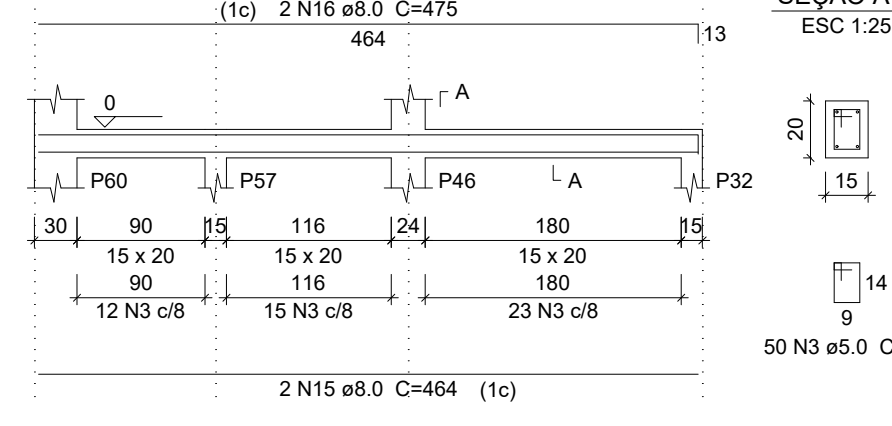 (1c) 2 N16 ø8.0 C=475
464
13
ESC 1:25
A
0
20
P60
P57
P46
A
P32
15
30 90 15 116 24 180 15
15 x 20 15 x 20 15 x 20
90 116 180
12 N3 c/8 15 N3 c/8 23 N3 c/8
14
9
50 N3 ø5.0 C
2 N15 ø8.0 C=464 (1c)